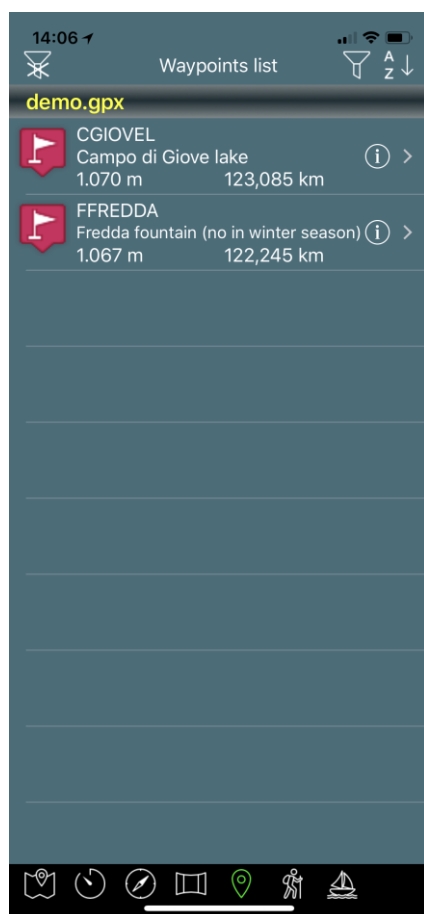 14:06
Waypoints list
A
Z
demo.gpx
CGIOVEL
Campo di Giove lake
1.070 m 123,085 km
FFREDDA
Fredda fountain (no in winter season)
1.067 m 122,245 km